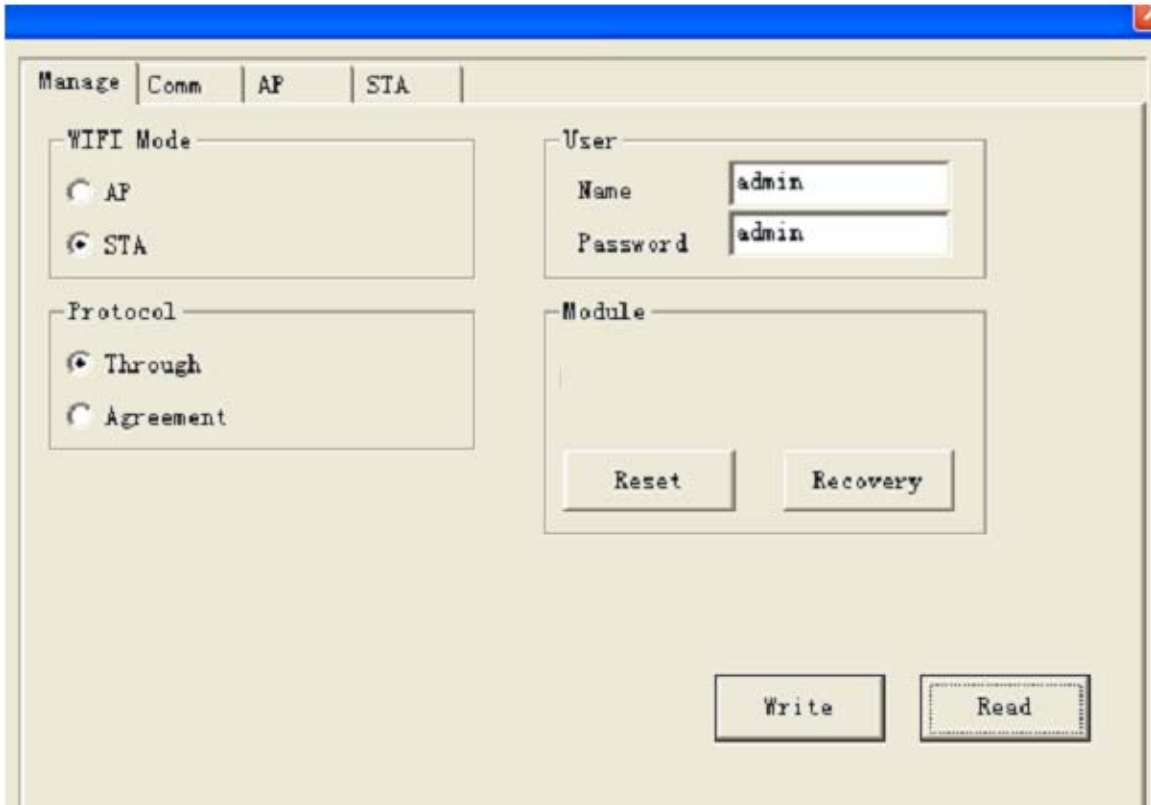 Manage Comm AP STA
WIFI Mode
AP
STA
User
Name admin
Password admin
Protocol
Through
Agreement
Module
Reset Recovery
Write Read